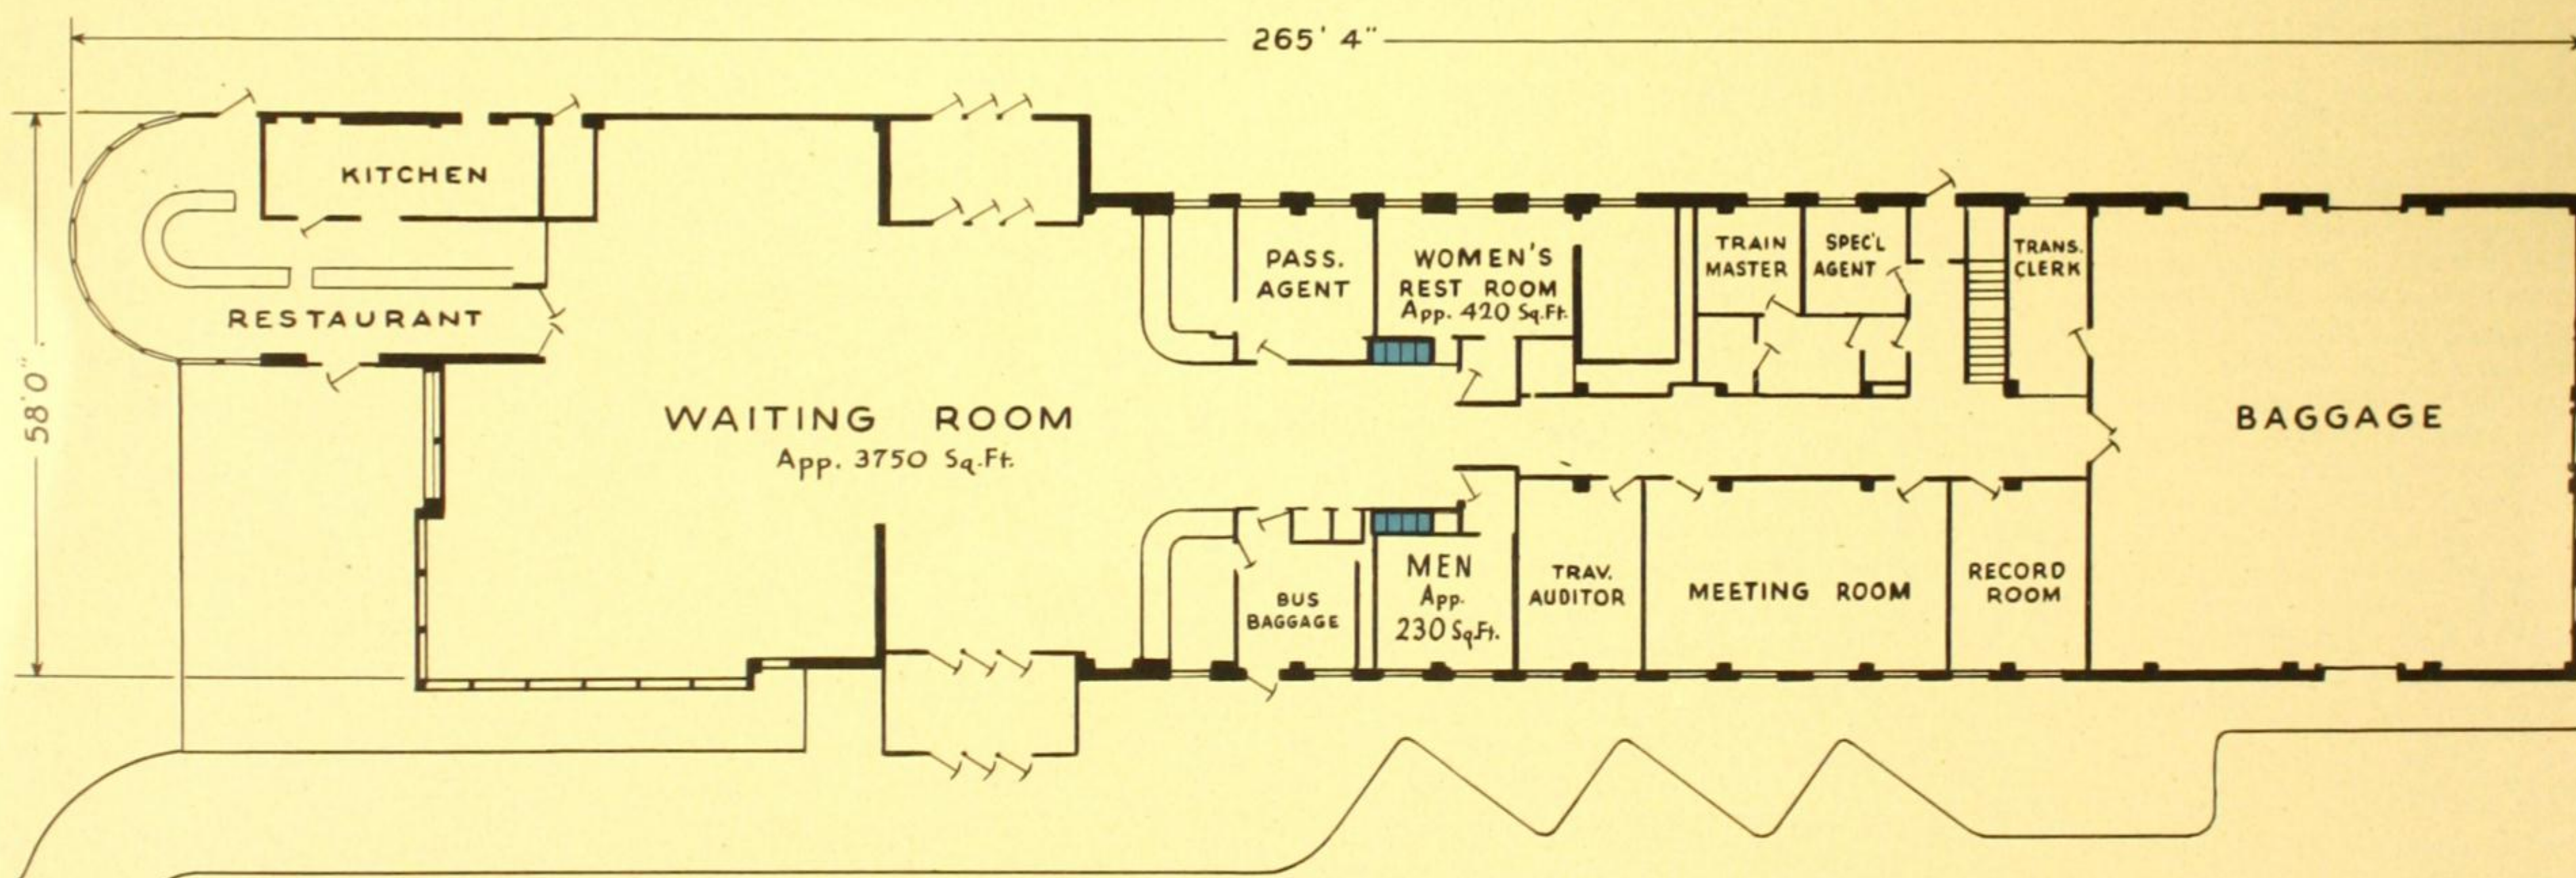 265' 4"
58'0"
KITCHEN
RESTAURANT
WAITING ROOM
App. 3750 Sq.Ft.
PASS.
AGENT
WOMEN'S
REST ROOM
App. 420 Sq.Ft.
TRAIN
MASTER
SPEC'L
AGENT
TRANS.
CLERK
BAGGAGE
BUS
BAGGAGE
MEN
App.
230 Sq.Ft.
TRAV.
AUDITOR
MEETING ROOM
RECORD
ROOM